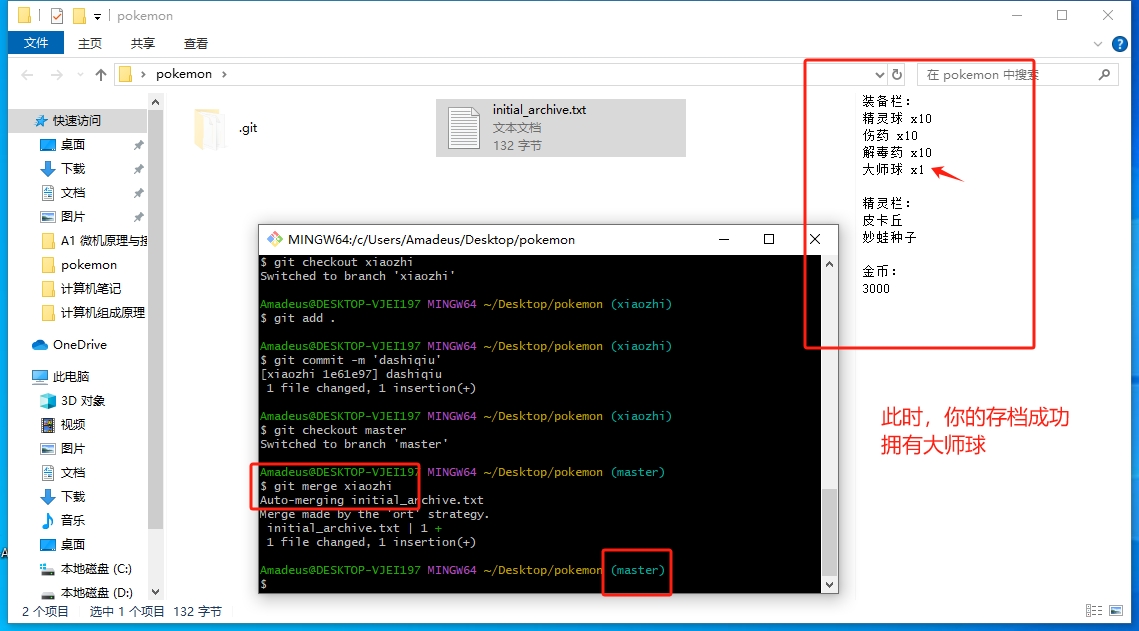 pokemon
文件
主页
共享
查看
pokemon
在 pokemon 中搜索
快速访问
桌面
下载
文档
图片
A1 微机原理与接
pokemon
计算机笔记
计算机组成原理
OneDrive
此电脑
3D 对象
视频
图片
文档
下载
音乐
桌面
本地磁盘 (C:)
本地磁盘 (D:)
.git
initial_archive.txt
文本文档
132 字节
装备栏:
精灵球 x10
伤药 x10
解毒药 x10
大师球 x1
精灵栏:
皮卡丘
妙蛙种子
金币:
3000
MINGW64:/c/Users/Amadeus/Desktop/pokemon
$ git checkout xiaozhi
Switched to branch 'xiaozhi'
Amadeus@DESKTOP-VJEI197 MINGW64 ~/Desktop/pokemon (xiaozhi)
$ git add .
Amadeus@DESKTOP-VJEI197 MINGW64 ~/Desktop/pokemon (xiaozhi)
$ git commit -m 'dashiqiu'
[xiaozhi 1e61e97] dashiqiu
1 file changed, 1 insertion(+)
Amadeus@DESKTOP-VJEI197 MINGW64 ~/Desktop/pokemon (xiaozhi)
$ git checkout master
Switched to branch 'master'
Amadeus@DESKTOP-VJEI197 MINGW64 ~/Desktop/pokemon (master)
$ git merge xiaozhi
Auto-merging initial_archive.txt
Merge made by the 'ort' strategy.
initial_archive.txt | 1 +
1 file changed, 1 insertion(+)
Amadeus@DESKTOP-VJEI197 MINGW64 ~/Desktop/pokemon (master)
$
此时，你的存档成功
拥有大师球
2 个项目
选中 1 个项目 132 字节